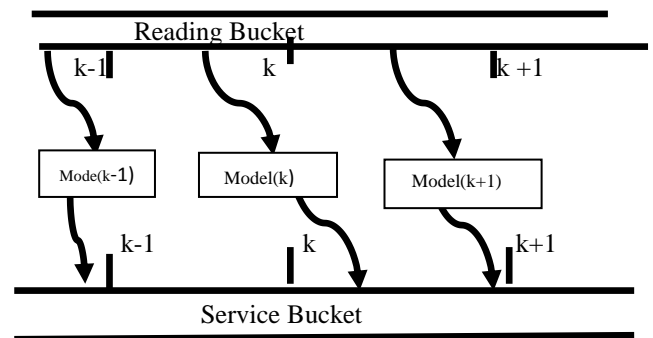 Reading Bucket
k-1 k k +1
Mode(k-1) Model(k) Model(k+1)
k-1 k k+1
Service Bucket